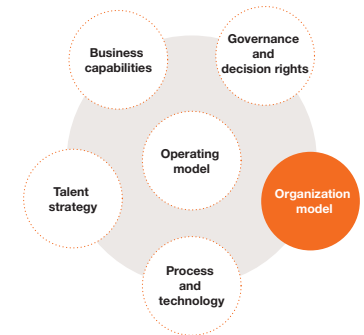 Business
capabilities
Governance
and
decision rights
Operating
model
Talent
strategy
Organization
model
Process
and
technology